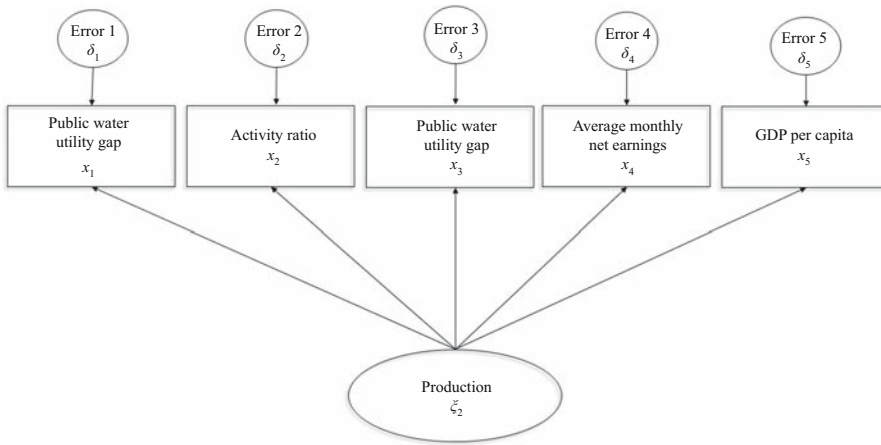 Error 1
δ1
Error 2
δ2
Error 3
δ3
Error 4
δ4
Error 5
δ5
Public water
utility gap
x1
Activity ratio
x2
Public water
utility gap
x3
Average monthly
net earnings
x4
GDP per capita
x5
Production
ξ2